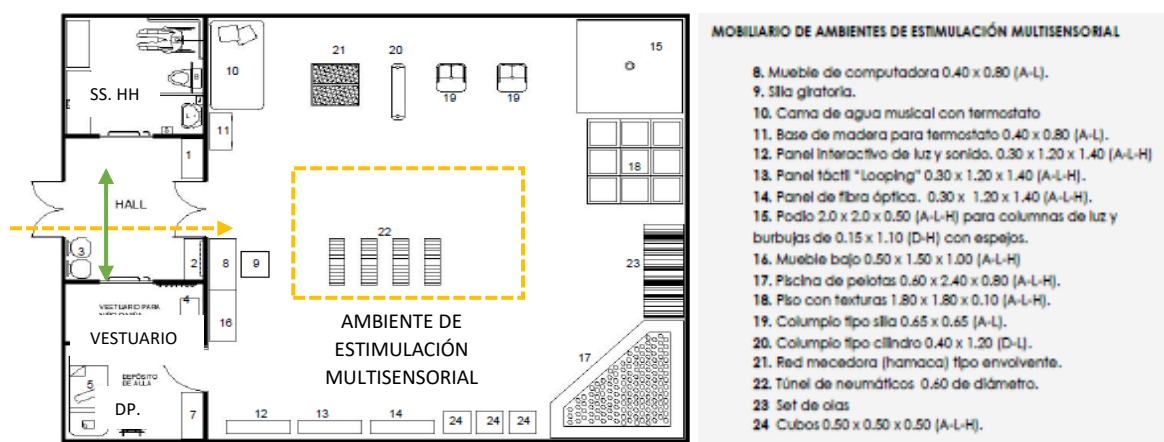 SS. HH
10
21
20
19
19
15
11
1
HALL
18
3
2
8
9
22
23
4
VESTUARIO PARA
VESTUARIO
16
AMBIENTE DE
ESTIMULACIÓN
MULTISENSORIAL
17
5
DEPÓSITO
DE AULA
DP.
7
12
13
14
24
24
24
MOBILIARIO DE AMBIENTES DE ESTIMULACIÓN MULTISENSORIAL
8. Mueble de computadora 0.40 x 0.80 (A-L).
9. Silla giratoria.
10. Cama de agua musical con termostato
11. Base de madera para termostato 0.40 x 0.80 (A-L).
12. Panel interactivo de luz y sonido. 0.30 x 1.20 x 1.40 (A-L-H)
13. Panel táctil "Looping" 0.30 x 1.20 x 1.40 (A-L-H).
14. Panel de fibra óptica. 0.30 x 1.20 x 1.40 (A-L-H).
15. Podio 2.0 x 2.0 x 0.50 (A-L-H) para columnas de luz y
burbujas de 0.15 x 1.10 (D-H) con espejos.
16. Mueble bajo 0.50 x 1.50 x 1.00 (A-L-H)
17. Piscina de pelotas 0.60 x 2.40 x 0.80 (A-L-H).
18. Piso con texturas 1.80 x 1.80 x 0.10 (A-L-H).
19. Columpio tipo silla 0.65 x 0.65 (A-L).
20. Columpio tipo cilindro 0.40 x 1.20 (D-L).
21. Red mecedora (hamaca) tipo envolvente.
22. Túnel de neumáticos 0.60 de diámetro.
23 Set de olas
24 Cubos 0.50 x 0.50 x 0.50 (A-L-H).